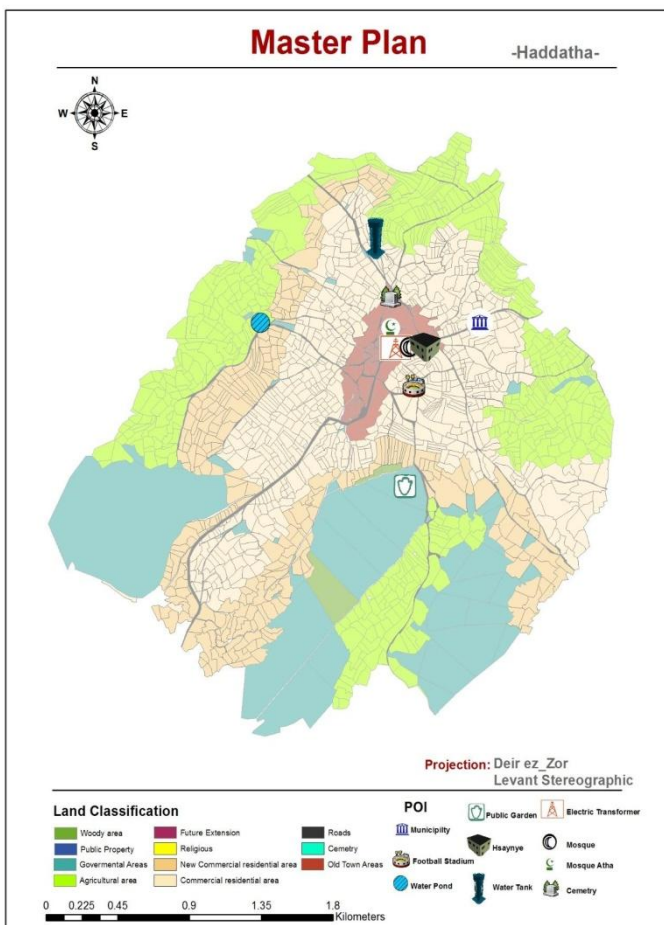 Master Plan
-Haddatha-
N
W E
S
Projection: Deir ez_Zor
Levant Stereographic
Land Classification
Woody area
Public Property
Govermental Areas
Agricultural area
Future Extension
Religious
New Commercial residential area
Commercial residential area
Roads
Cemetry
Old Town Areas
0 0.225 0.45 0.9 1.35 1.8
Kilometers
POI
Municipilty
Football Stadium
Water Pond
Public Garden
Hsaynye
Water Tank
Electric Transformer
Mosque
Mosque Atha
Cemetry